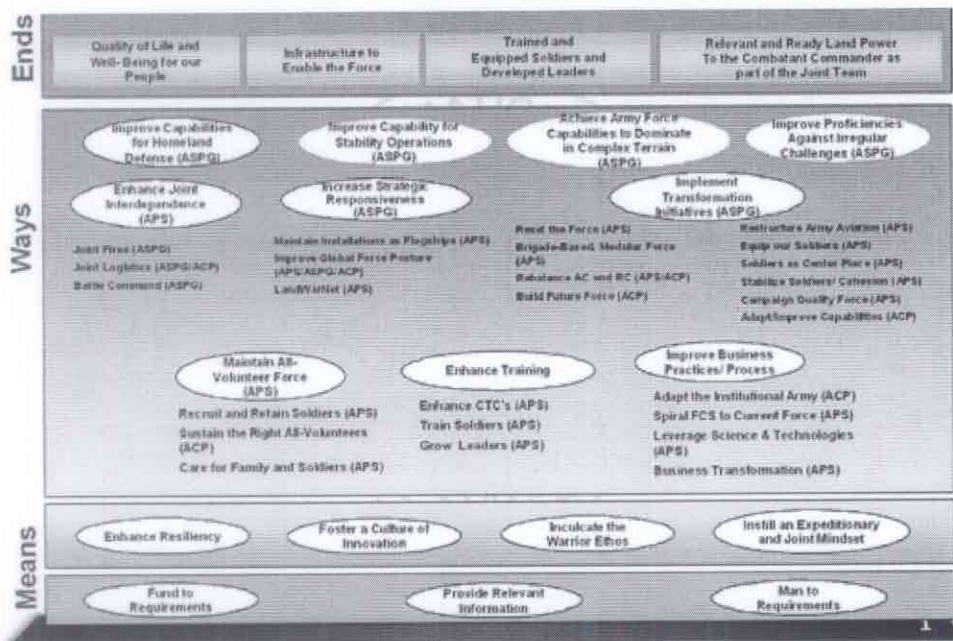 Ends
Quality of Life and
Well- Being for our
People
Infrastructure to
Enable the Force
Trained and
Equipped Soldiers and
Developed Leaders
Relevant and Ready Land Power
To the Combatant Commander as
part of the Joint Team
Ways
Improve Capabilities
for Homeland
Defense (ASPG)
Improve Capability for
Stability Operations
(ASPG)
Achieve Army Force
Capabilities to Dominate
in Complex Terrain (ASPG)
Improve Proficiencies
Against Irregular
Challenges (ASPG)
Enhance Joint
Interdependence
(APS)
Increase Strategic
Responsiveness
(ASPG)
Implement
Transformation
Initiatives (ASPG)
Joint Fires (ASPG)
Joint Logistics (ASPG/ACP)
Battle Command (ASPG)
Maintain Installations as Flagships (APS)
Improve Global Force Posture
(APS/ASPG/ACP)
LandWarNet (APS)
Reset the Force (APS)
Brigade-Based, Modular Force
(APS)
Rebalance AC and RC (APS/ACP)
Build Future Force (ACP)
Restructure Army Aviation (APS)
Equip our Soldiers (APS)
Soldiers as Center Place (APS)
Stabilize Soldiers/ Cohesion (APS)
Campaign Quality Force (APS)
Adapt/Improve Capabilities (ACP)
Maintain All-
Volunteer Force
(APS)
Enhance Training
Improve Business
Practices/ Process
Recruit and Retain Soldiers (APS)
Sustain the Right All-Volunteers
(ACP)
Care for Family and Soldiers (APS)
Enhance CTC's (APS)
Train Soldiers (APS)
Grow Leaders (APS)
Adapt the Institutional Army (ACP)
Spiral FCS to Current Force (APS)
Leverage Science & Technologies
(APS)
Business Transformation (APS)
Means
Enhance Resiliency
Foster a Culture of
Innovation
Inculcate the
Warrior Ethos
Instill an Expeditionary
and Joint Mindset
Fund to
Requirements
Provide Relevant
Information
Man to
Requirements
1